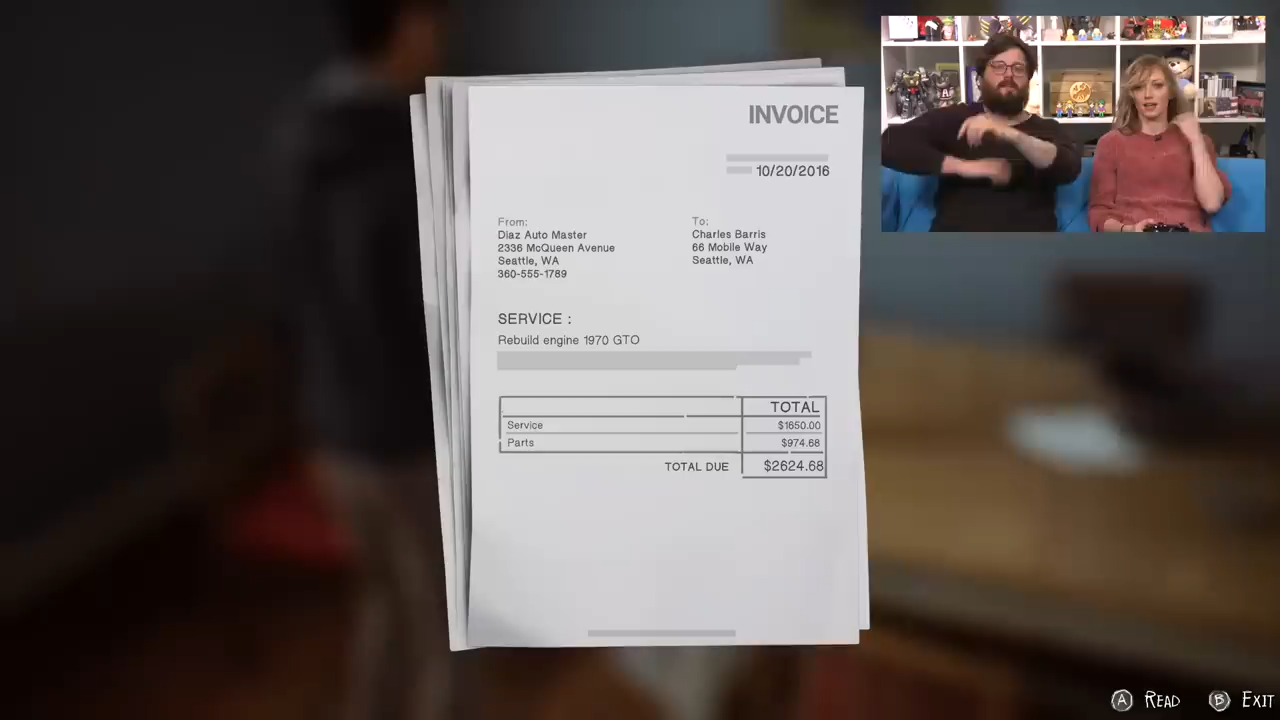 INVOICE
10/20/2016
From:
Diaz Auto Master
2336 McQueen Avenue
Seattle, WA
360-555-1789
To:
Charles Barris
66 Mobile Way
Seattle, WA
SERVICE :
Rebuild engine 1970 GTO
TOTAL
Service $1650.00
Parts $974.68
TOTAL DUE $2624.68
A READ B EXIT